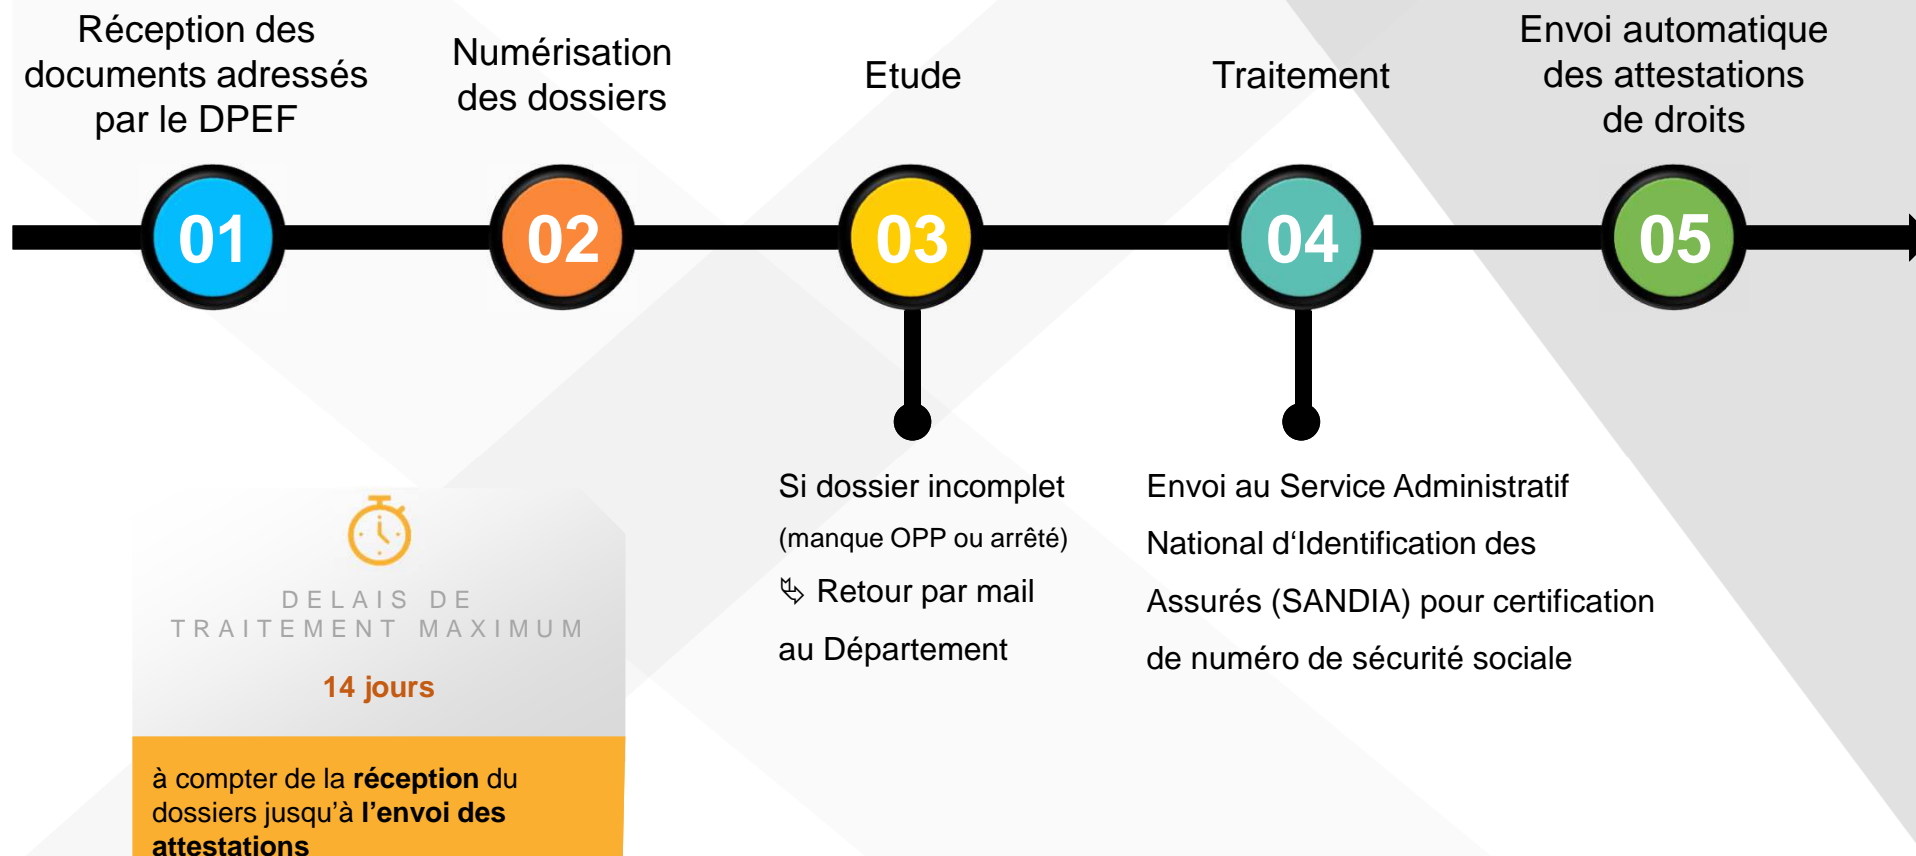 Réception des
documents adressés
par le DPEF
Numérisation
des dossiers
Etude
Traitement
Envoi automatique
des attestations
de droits
01
02
03
04
05
Si dossier incomplet
(manque OPP ou arrêté)
↳ Retour par mail
au Département
Envoi au Service Administratif
National d‘Identification des
Assurés (SANDIA) pour certification
de numéro de sécurité sociale
DELAIS DE
TRAITEMENT MAXIMUM
14 jours
à compter de la réception du
dossiers jusqu’à l’envoi des
attestations